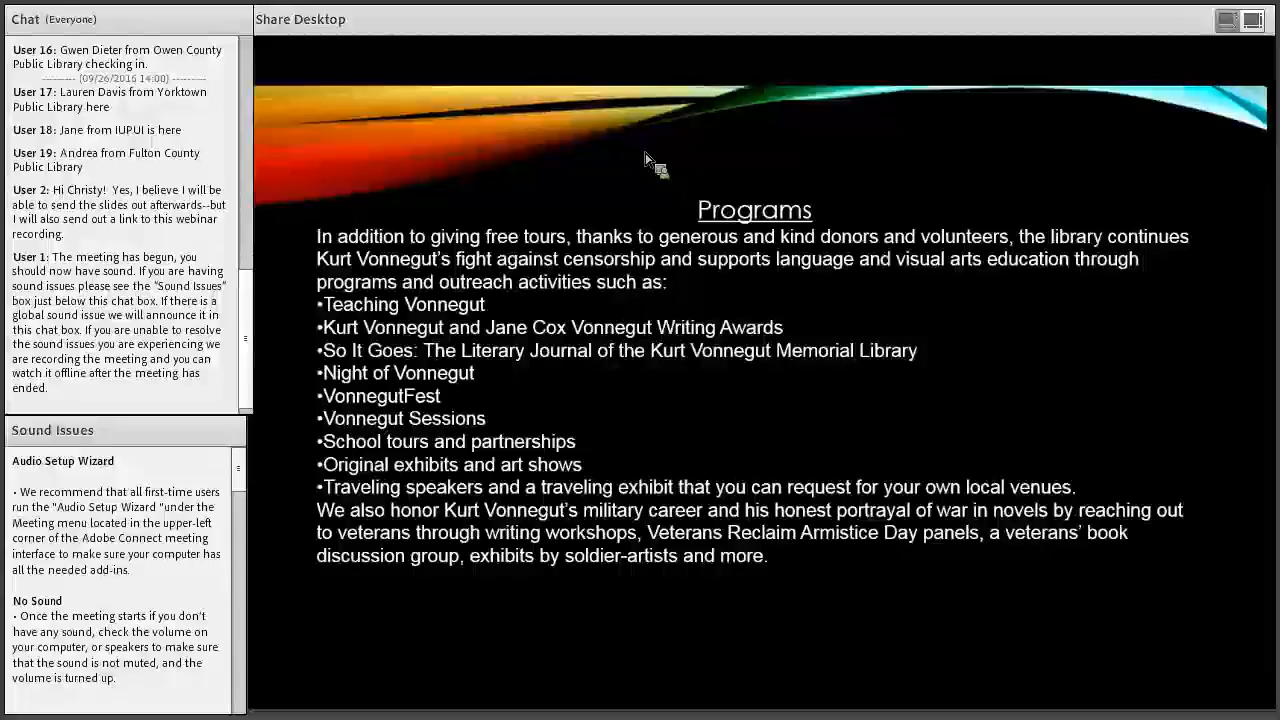 Chat (Everyone)
User 16: Gwen Dieter from Owen County
Public Library checking in.
---------- (09/26/2016 14:00) ----------
User 17: Lauren Davis from Yorktown
Public Library here
User 18: Jane from IUPUI is here
User 19: Andrea from Fulton County
Public Library
User 2: Hi Christy!  Yes, I believe I will be
able to send the slides out afterwards--but
I will also send out a link to this webinar
recording.
User 1: The meeting has begun, you
should now have sound. If you are having
sound issues please see the "Sound Issues"
box just below this chat box. If there is a
global sound issue we will announce it in
this chat box. If you are unable to resolve
the sound issues you are experiencing we
are recording the meeting and you can
watch it offline after the meeting has
ended.
Sound Issues
Audio Setup Wizard
• We recommend that all first-time users
run the "Audio Setup Wizard "under the
Meeting menu located in the upper-left
corner of the Adobe Connect meeting
interface to make sure your computer has
all the needed add-ins.
No Sound
• Once the meeting starts if you don't
have any sound, check the volume on
your computer, or speakers to make sure
that the sound is not muted, and the
volume is turned up.
Share Desktop
Programs
In addition to giving free tours, thanks to generous and kind donors and volunteers, the library continues
Kurt Vonnegut's fight against censorship and supports language and visual arts education through
programs and outreach activities such as:
•Teaching Vonnegut
•Kurt Vonnegut and Jane Cox Vonnegut Writing Awards
•So It Goes: The Literary Journal of the Kurt Vonnegut Memorial Library
•Night of Vonnegut
•VonnegutFest
•Vonnegut Sessions
•School tours and partnerships
•Original exhibits and art shows
•Traveling speakers and a traveling exhibit that you can request for your own local venues.
We also honor Kurt Vonnegut's military career and his honest portrayal of war in novels by reaching out
to veterans through writing workshops, Veterans Reclaim Armistice Day panels, a veterans' book
discussion group, exhibits by soldier-artists and more.